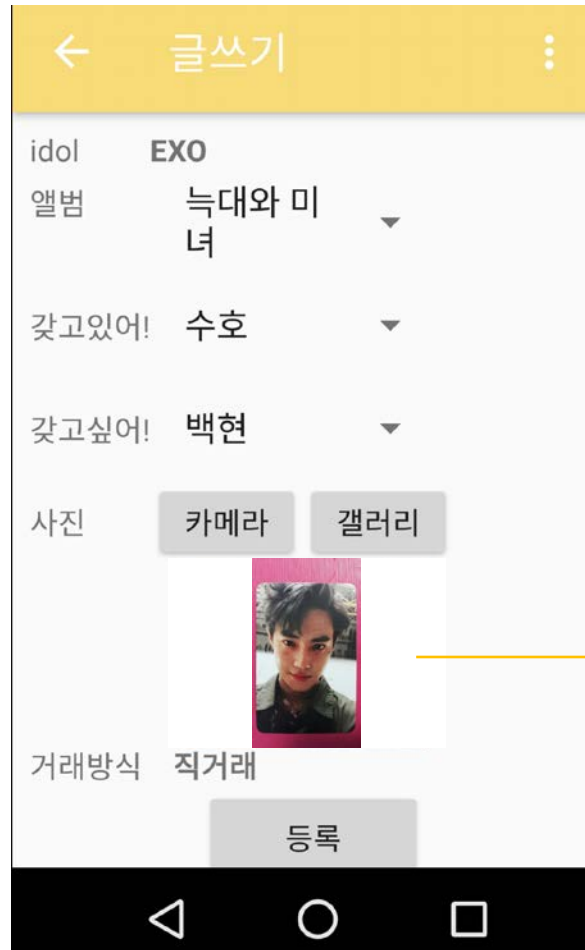 글쓰기
idol EXO
앨범 늑대와 미
녀
갖고있어! 수호
갖고싶어! 백현
사진 카메라 갤러리
거래방식 직거래
등록